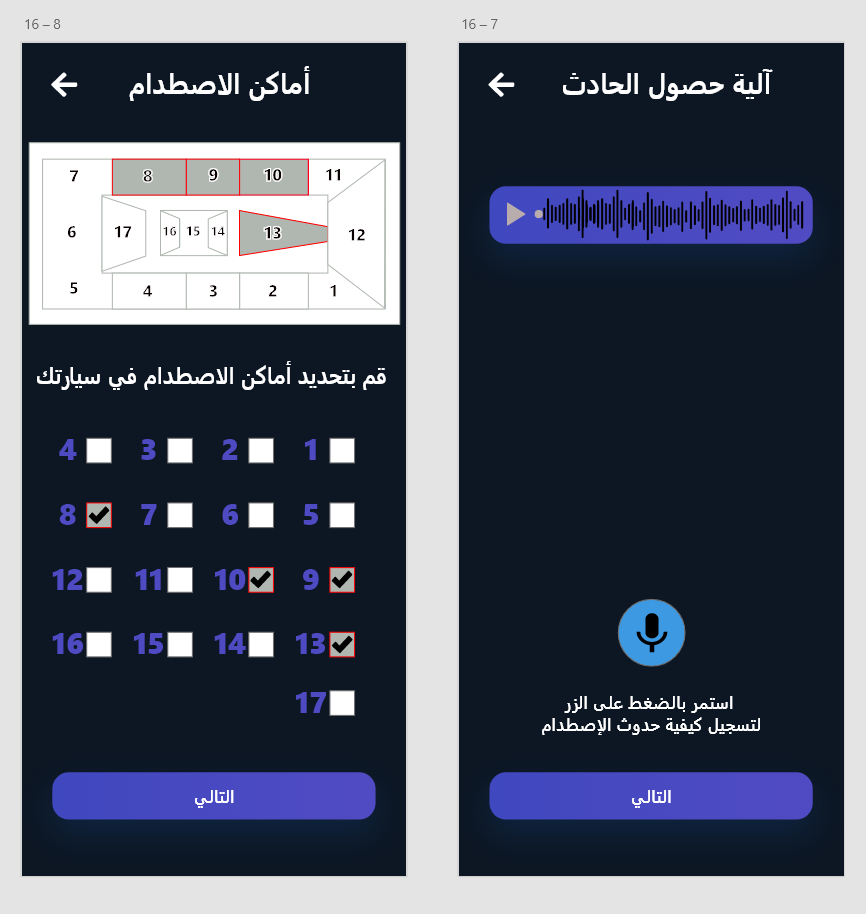 16 – 8
أماكن الاصطدام
7 8 9 10 11
6 17 16 15 14 13 12
5 4 3 2 1
قم بتحديد أماكن الاصطدام في سيارتك
1 2 3 4
5 6 7 8
9 10 11 12
13 14 15 16
17
التالي
16 – 7
آلية حصول الحادث
استمر بالضغط على الزر
لتسجيل كيفية حدوث الإصطدام
التالي